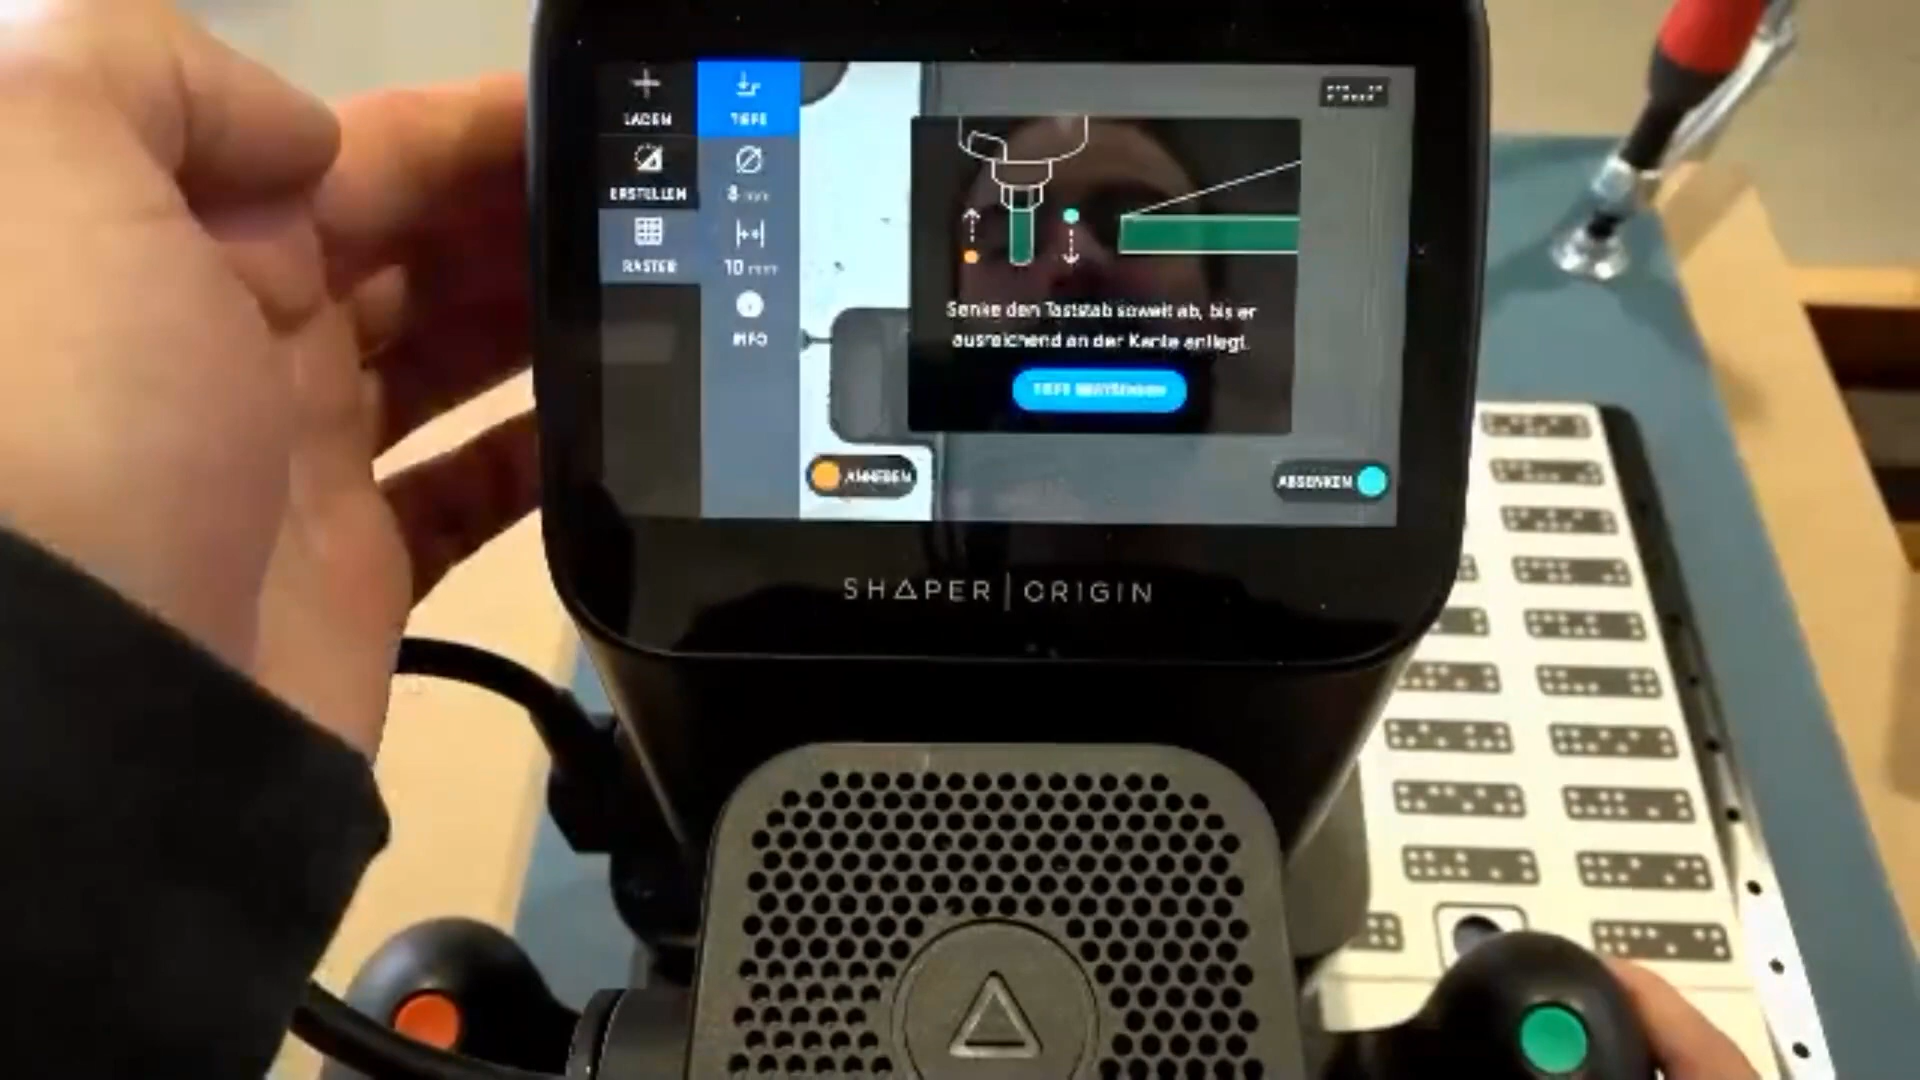 LADEN
TIEFE
ERSTELLEN
8 mm
RASTER
10 mm
INFO
Senke den Taststab soweit ab, bis er
ausreichend an der Kante anliegt.
ANHEBEN
ABSENKEN
SHAPER | ORIGIN